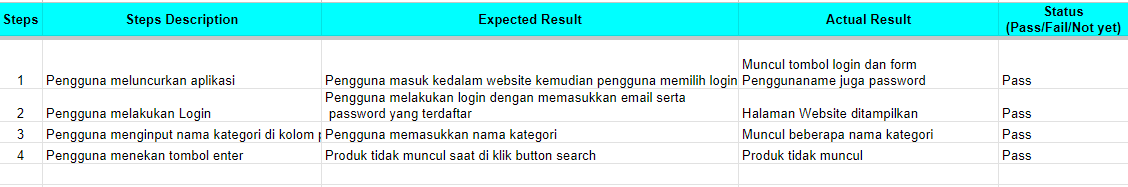 Steps Steps Description Expected Result Actual Result Status
(Pass/Fail/Not yet)
Muncul tombol login dan form
1 Pengguna meluncurkan aplikasi Pengguna masuk kedalam website kemudian pengguna memilih login Penggunaname juga password Pass
Pengguna melakukan login dengan memasukkan email serta
2 Pengguna melakukan Login password yang terdaftar Halaman Website ditampilkan Pass
3 Pengguna menginput nama kategori di kolom Pengguna memasukkan nama kategori Muncul beberapa nama kategori Pass
4 Pengguna menekan tombol enter Produk tidak muncul saat di klik button search Produk tidak muncul Pass